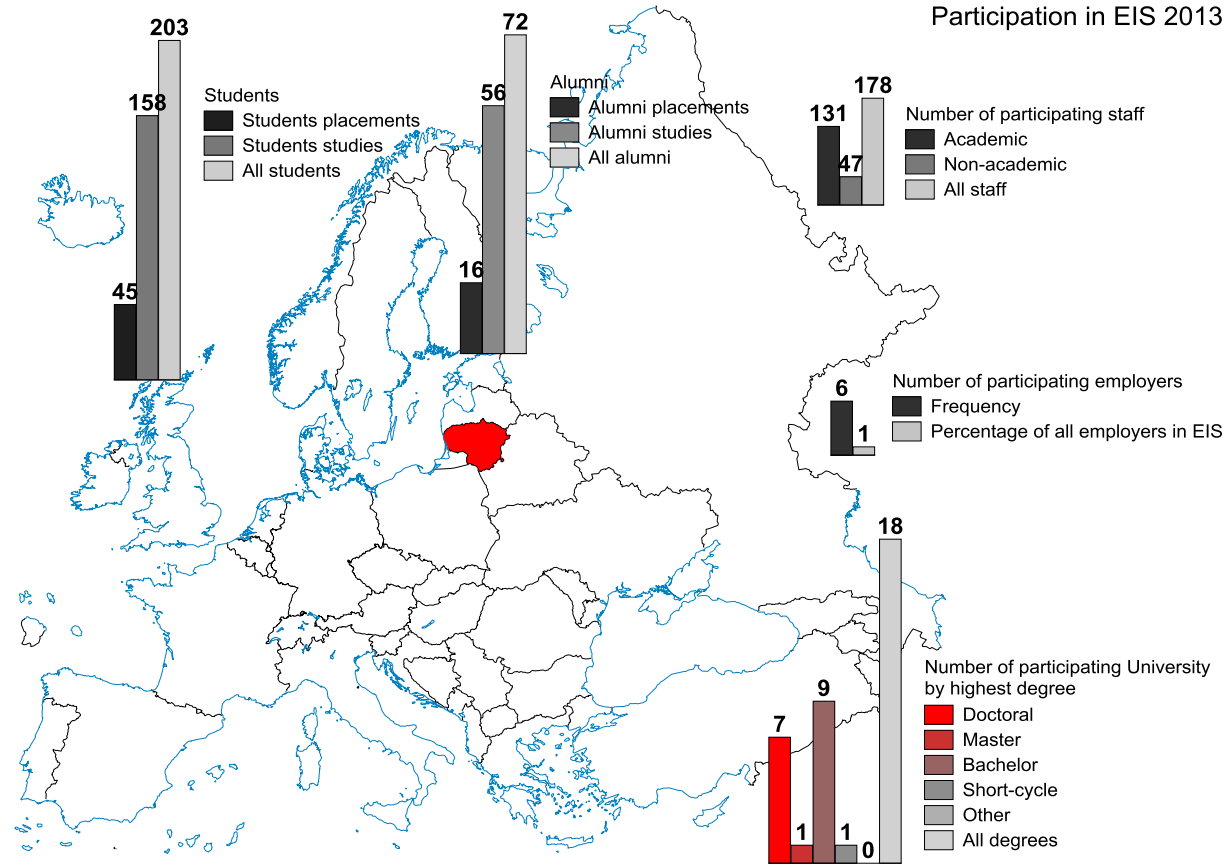 Participation in EIS 2013
203
158
45
Students
Students placements
Students studies
All students
72
56
16
Alumni
Alumni placements
Alumni studies
All alumni
178
131
47
Number of participating staff
Academic
Non-academic
All staff
6
1
Number of participating employers
Frequency
Percentage of all employers in EIS
18
9
7
1
1
0
Number of participating University
by highest degree
Doctoral
Master
Bachelor
Short-cycle
Other
All degrees